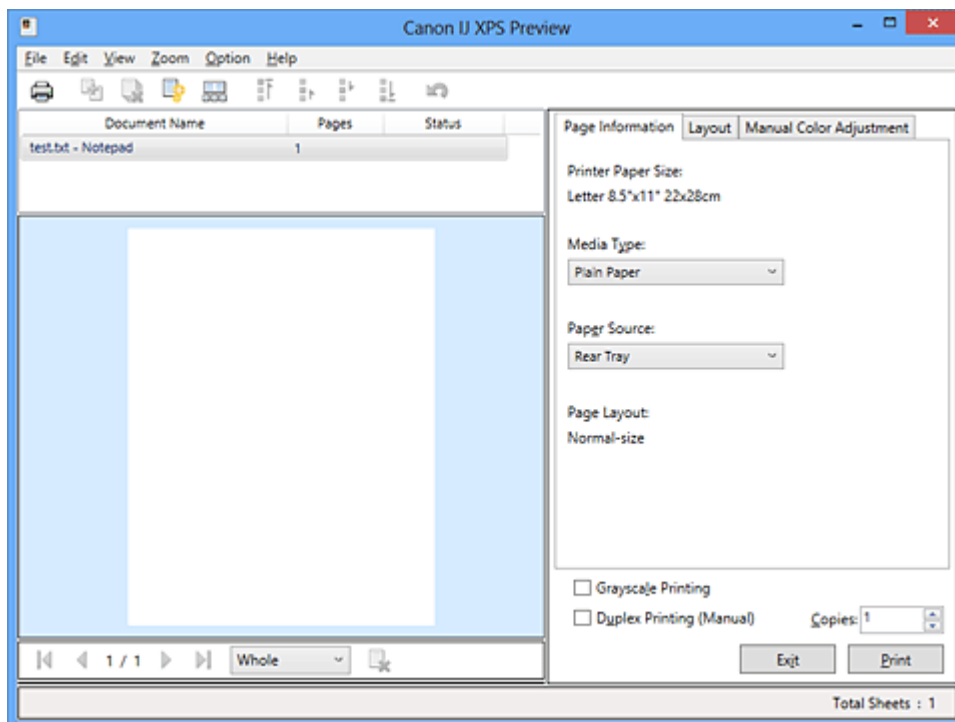 Canon IJ XPS Preview
File Edit View Zoom Option Help
Document Name Pages Status
test.txt - Notepad 1
Page Information Layout Manual Color Adjustment
Printer Paper Size:
Letter 8.5"x11" 22x28cm
Media Type:
Plain Paper
Paper Source:
Rear Tray
Page Layout:
Normal-size
Grayscale Printing
Duplex Printing (Manual) Copies: 1
1 / 1 Whole
Exit Print
Total Sheets : 1